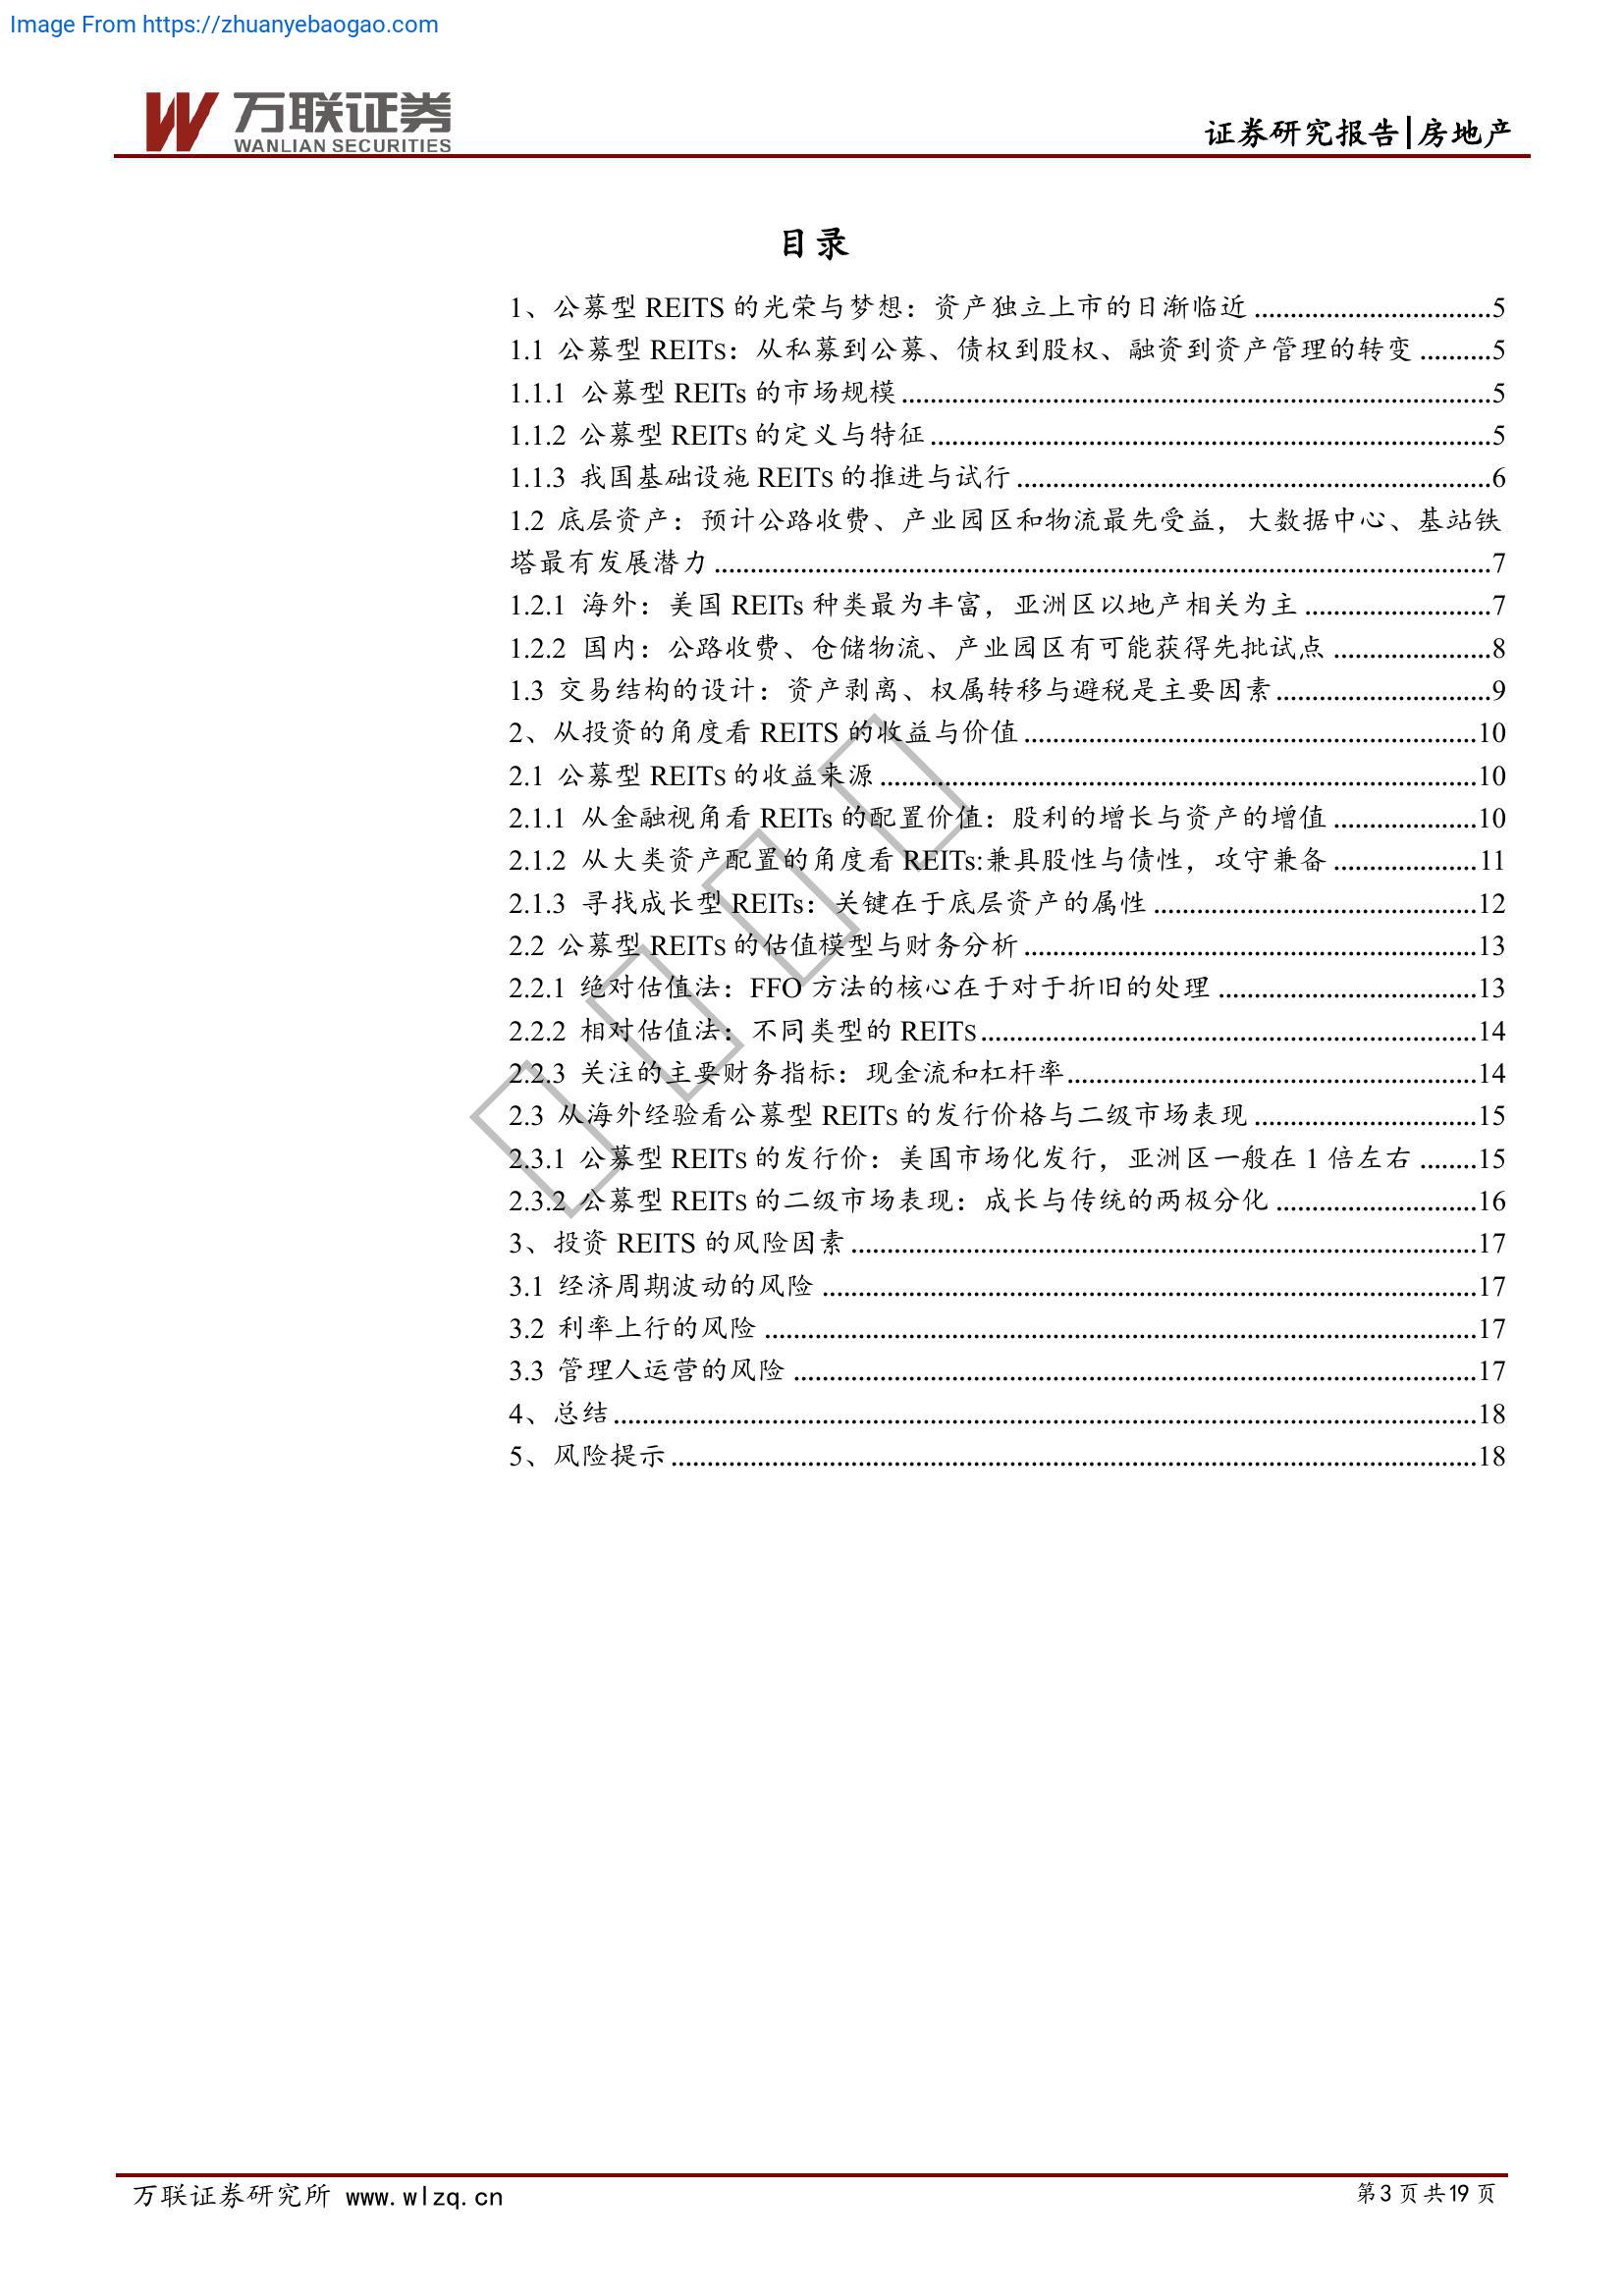 Image From https://zhuanyebaogao.com
万联证券
WANLIAN SECURITIES
证券研究报告|房地产
目录
1、公募型 REITS 的光荣与梦想：资产独立上市的日渐临近 .................................5
1.1 公募型 REITs：从私募到公募、债权到股权、融资到资产管理的转变 ..........5
1.1.1 公募型 REITs 的市场规模 ..................................................................................5
1.1.2 公募型 REITs 的定义与特征 ..............................................................................5
1.1.3 我国基础设施 REITs 的推进与试行 ..................................................................6
1.2 底层资产：预计公路收费、产业园区和物流最先受益，大数据中心、基站铁
塔最有发展潜力 ............................................................................................................7
1.2.1 海外：美国 REITs 种类最为丰富，亚洲区以地产相关为主 ..........................7
1.2.2 国内：公路收费、仓储物流、产业园区有可能获得先批试点 ......................8
1.3 交易结构的设计：资产剥离、权属转移与避税是主要因素 ..............................9
2、从投资的角度看 REITS 的收益与价值 ...............................................................10
2.1 公募型 REITs 的收益来源 ...................................................................................10
2.1.1 从金融视角看 REITs 的配置价值：股利的增长与资产的增值 ....................10
2.1.2 从大类资产配置的角度看 REITs:兼具股性与债性，攻守兼备 ....................11
2.1.3 寻找成长型 REITs：关键在于底层资产的属性 .............................................12
2.2 公募型 REITs 的估值模型与财务分析 ...............................................................13
2.2.1 绝对估值法：FFO 方法的核心在于对于折旧的处理 ....................................13
2.2.2 相对估值法：不同类型的 REITs .....................................................................14
2.2.3 关注的主要财务指标：现金流和杠杆率 .........................................................14
2.3 从海外经验看公募型 REITs 的发行价格与二级市场表现 ...............................15
2.3.1 公募型 REITs 的发行价：美国市场化发行，亚洲区一般在 1 倍左右 ........15
2.3.2 公募型 REITs 的二级市场表现：成长与传统的两极分化 ............................16
3、投资 REITS 的风险因素 .......................................................................................17
3.1 经济周期波动的风险 ...........................................................................................17
3.2 利率上行的风险 ...................................................................................................17
3.3 管理人运营的风险 ...............................................................................................17
4、总结 ........................................................................................................................18
5、风险提示 ................................................................................................................18
万联证券研究所 www.wlzq.cn
第3页共19页